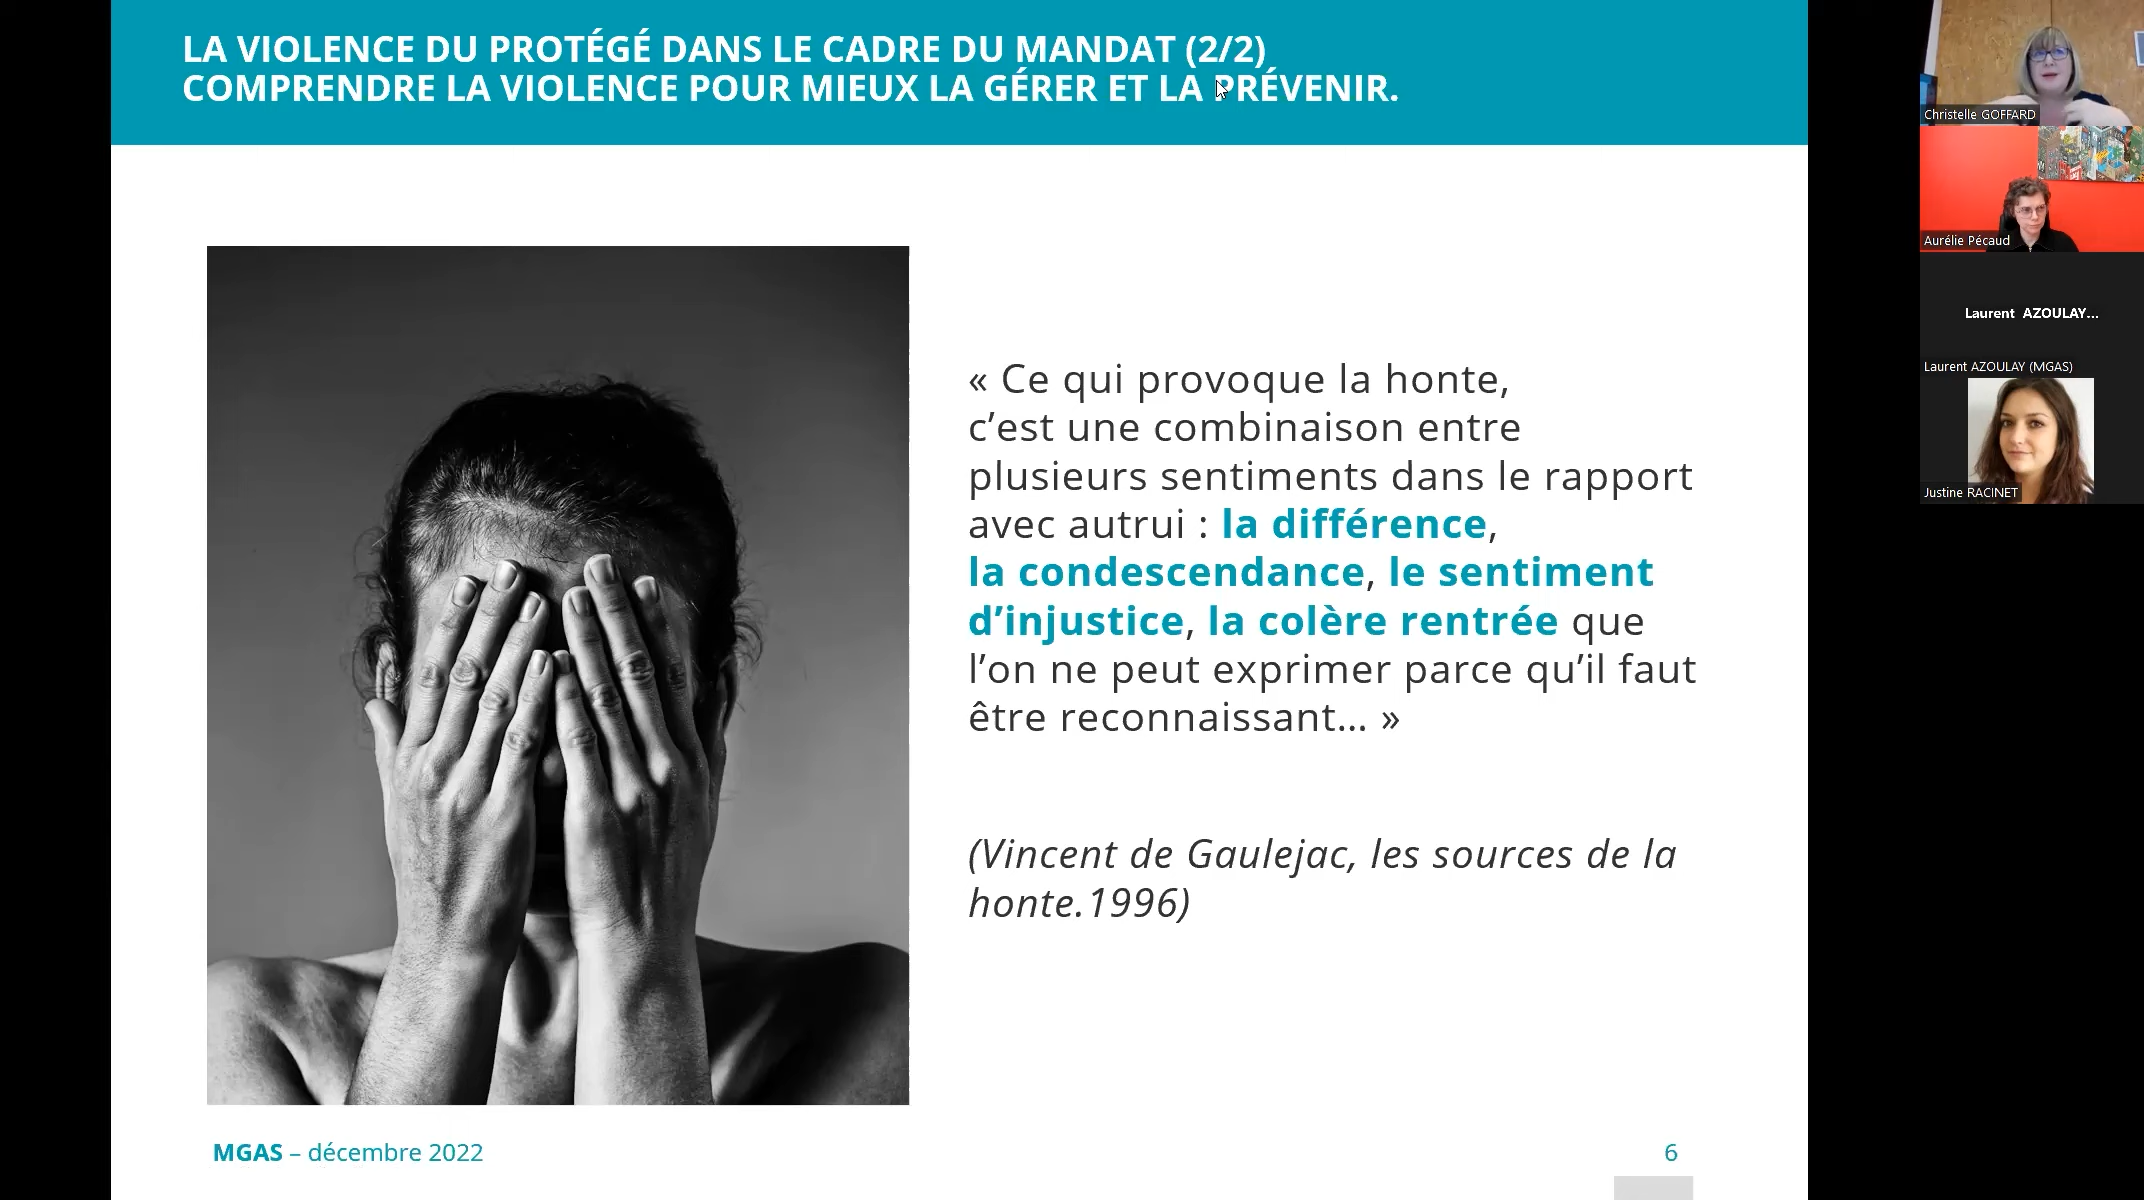 LA VIOLENCE DU PROTÉGÉ DANS LE CADRE DU MANDAT (2/2)
COMPRENDRE LA VIOLENCE POUR MIEUX LA GÉRER ET LA PRÉVENIR.
« Ce qui provoque la honte,
c’est une combinaison entre
plusieurs sentiments dans le rapport
avec autrui : la différence,
la condescendance, le sentiment
d’injustice, la colère rentrée que
l’on ne peut exprimer parce qu’il faut
être reconnaissant… »
(Vincent de Gaulejac, les sources de la
honte.1996)
MGAS – décembre 2022
6
Christelle GOFFARD
Aurélie Pécaud
Laurent AZOULAY...
Laurent AZOULAY (MGAS)
Justine RACINET